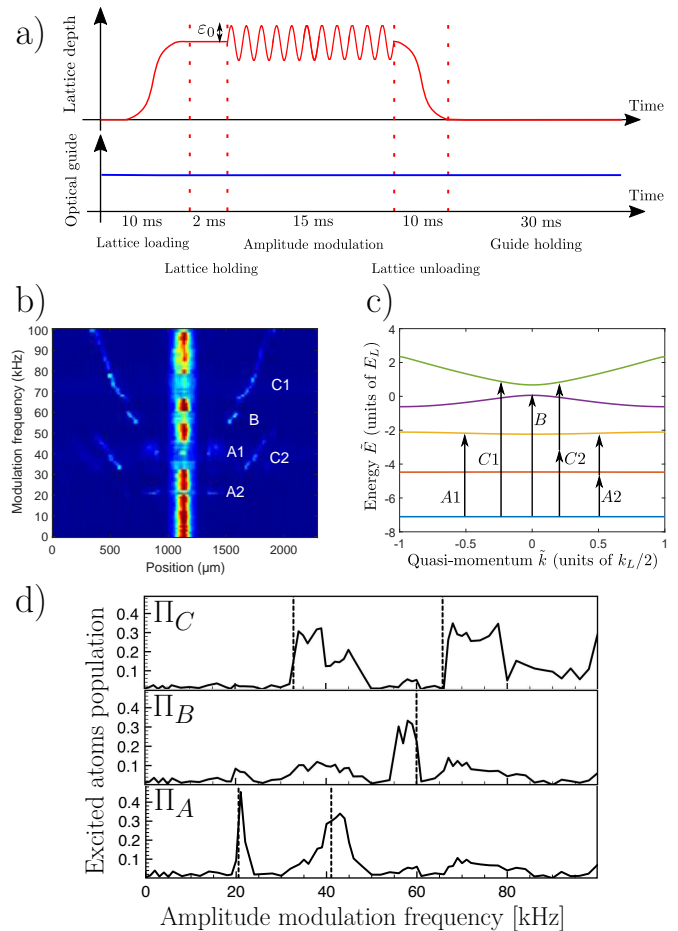 a)
Lattice depth
ε0
Time
Optical guide
Time
10 ms
2 ms
15 ms
10 ms
30 ms
Lattice loading
Amplitude modulation
Guide holding
Lattice holding
Lattice unloading
b)
Modulation frequency (kHz)
100
90
80
70
60
50
40
30
20
10
0
C1
B
A1
C2
A2
0
500
1000
1500
2000
Position (μm)
c)
Energy Ẽ (units of E_L)
4
2
0
-2
-4
-6
-8
B
C1
C2
A1
A2
-1
-0.5
0
0.5
1
Quasi-momentum k̃ (units of k_L/2)
d)
Excited atoms population
Π_C
0.4
0.3
0.2
0.1
Π_B
0.4
0.3
0.2
0.1
Π_A
0.4
0.3
0.2
0.1
0
20
40
60
80
Amplitude modulation frequency [kHz]